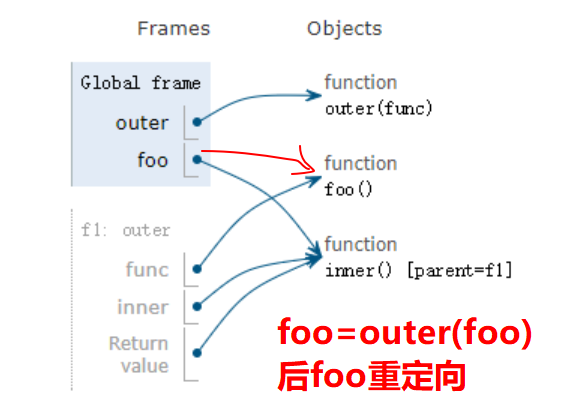 Frames Objects
Global frame
outer
foo
function
outer(func)
function
foo()
function
inner() [parent=f1]
f1: outer
func
inner
Return
value
foo=outer(foo)
后foo重定向